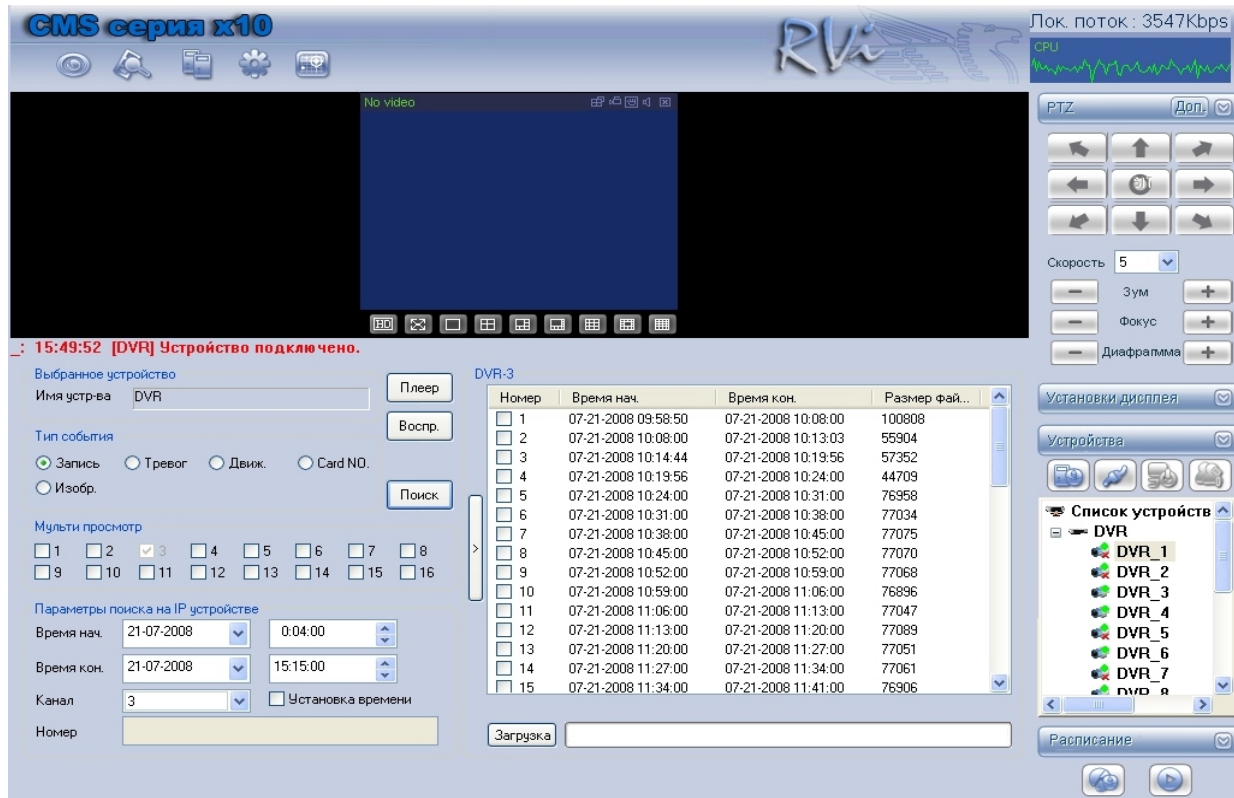 CMS серия x10
RVi
Лок. поток : 3547Kbps
CPU
No video
PTZ
Доп.
HD
Скорость 5
Зум
Фокус
Диафрагмма
_: 15:49:52 [DVR] Устройство подключено.
Выбранное устройство
Имя устр-ва DVR
Плеер
Воспр.
Тип события
Запись Тревог Движ. Card NO.
Изобр.
Поиск
Мульти просмотр
1 2 3 4 5 6 7 8
9 10 11 12 13 14 15 16
Параметры поиска на IP устройстве
Время нач. 21-07-2008 0:04:00
Время кон. 21-07-2008 15:15:00
Канал 3 Установка времени
Номер
>
DVR-3
Номер Время нач. Время кон. Размер фай...
1 07-21-2008 09:58:50 07-21-2008 10:08:00 100808
2 07-21-2008 10:08:00 07-21-2008 10:13:03 55904
3 07-21-2008 10:14:44 07-21-2008 10:19:56 57352
4 07-21-2008 10:19:56 07-21-2008 10:24:00 44709
5 07-21-2008 10:24:00 07-21-2008 10:31:00 76958
6 07-21-2008 10:31:00 07-21-2008 10:38:00 77034
7 07-21-2008 10:38:00 07-21-2008 10:45:00 77075
8 07-21-2008 10:45:00 07-21-2008 10:52:00 77070
9 07-21-2008 10:52:00 07-21-2008 10:59:00 77068
10 07-21-2008 10:59:00 07-21-2008 11:06:00 76896
11 07-21-2008 11:06:00 07-21-2008 11:13:00 77047
12 07-21-2008 11:13:00 07-21-2008 11:20:00 77089
13 07-21-2008 11:20:00 07-21-2008 11:27:00 77051
14 07-21-2008 11:27:00 07-21-2008 11:34:00 77061
15 07-21-2008 11:34:00 07-21-2008 11:41:00 76906
Загрузка
Установки дисплея
Устройства
Список устройств
DVR
DVR_1
DVR_2
DVR_3
DVR_4
DVR_5
DVR_6
DVR_7
DVR_8
Расписание